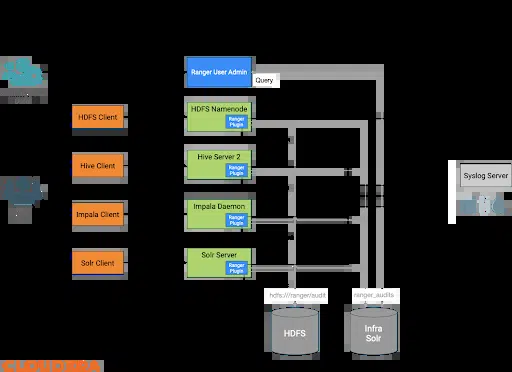 Ranger User Admin
Query
HDFS Namenode
Ranger
Plugin
HDFS Client
Hive Server 2
Ranger
Plugin
Hive Client
Syslog Server
Impala Daemon
Ranger
Plugin
Impala Client
Solr Server
Ranger
Plugin
Solr Client
hdfs:///ranger/audit
ranger_audits
HDFS
Infra
Solr